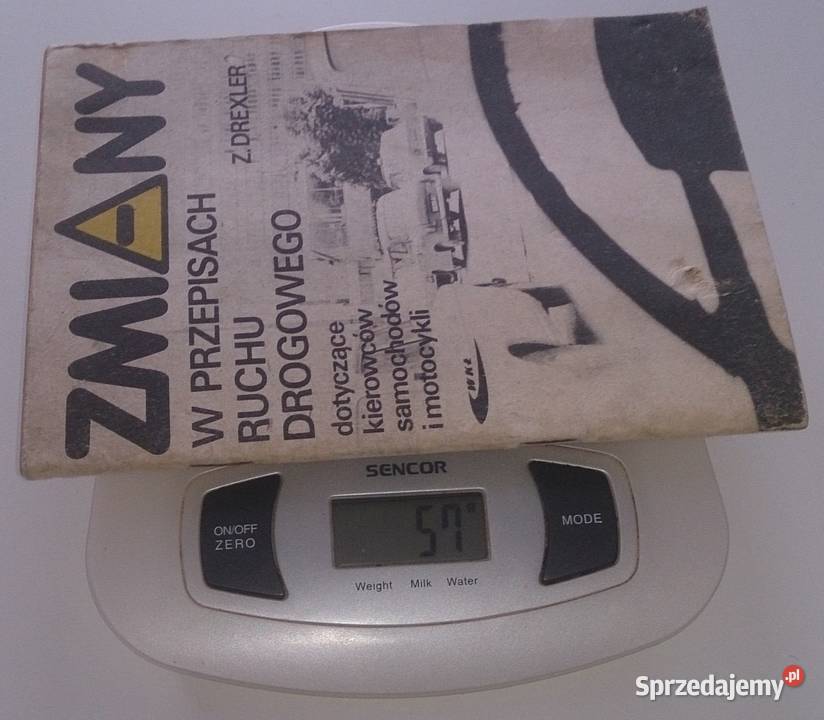 ZMIANY
W PRZEPISACH
RUCHU
Z. DREXLER
DROGOWEGO
dotyczące
kierowców
samochodów
i motocykli
WKŁ
SENCOR
ON/OFF
ZERO
57
MODE
Weight Milk Water
Sprzedajemy.pl